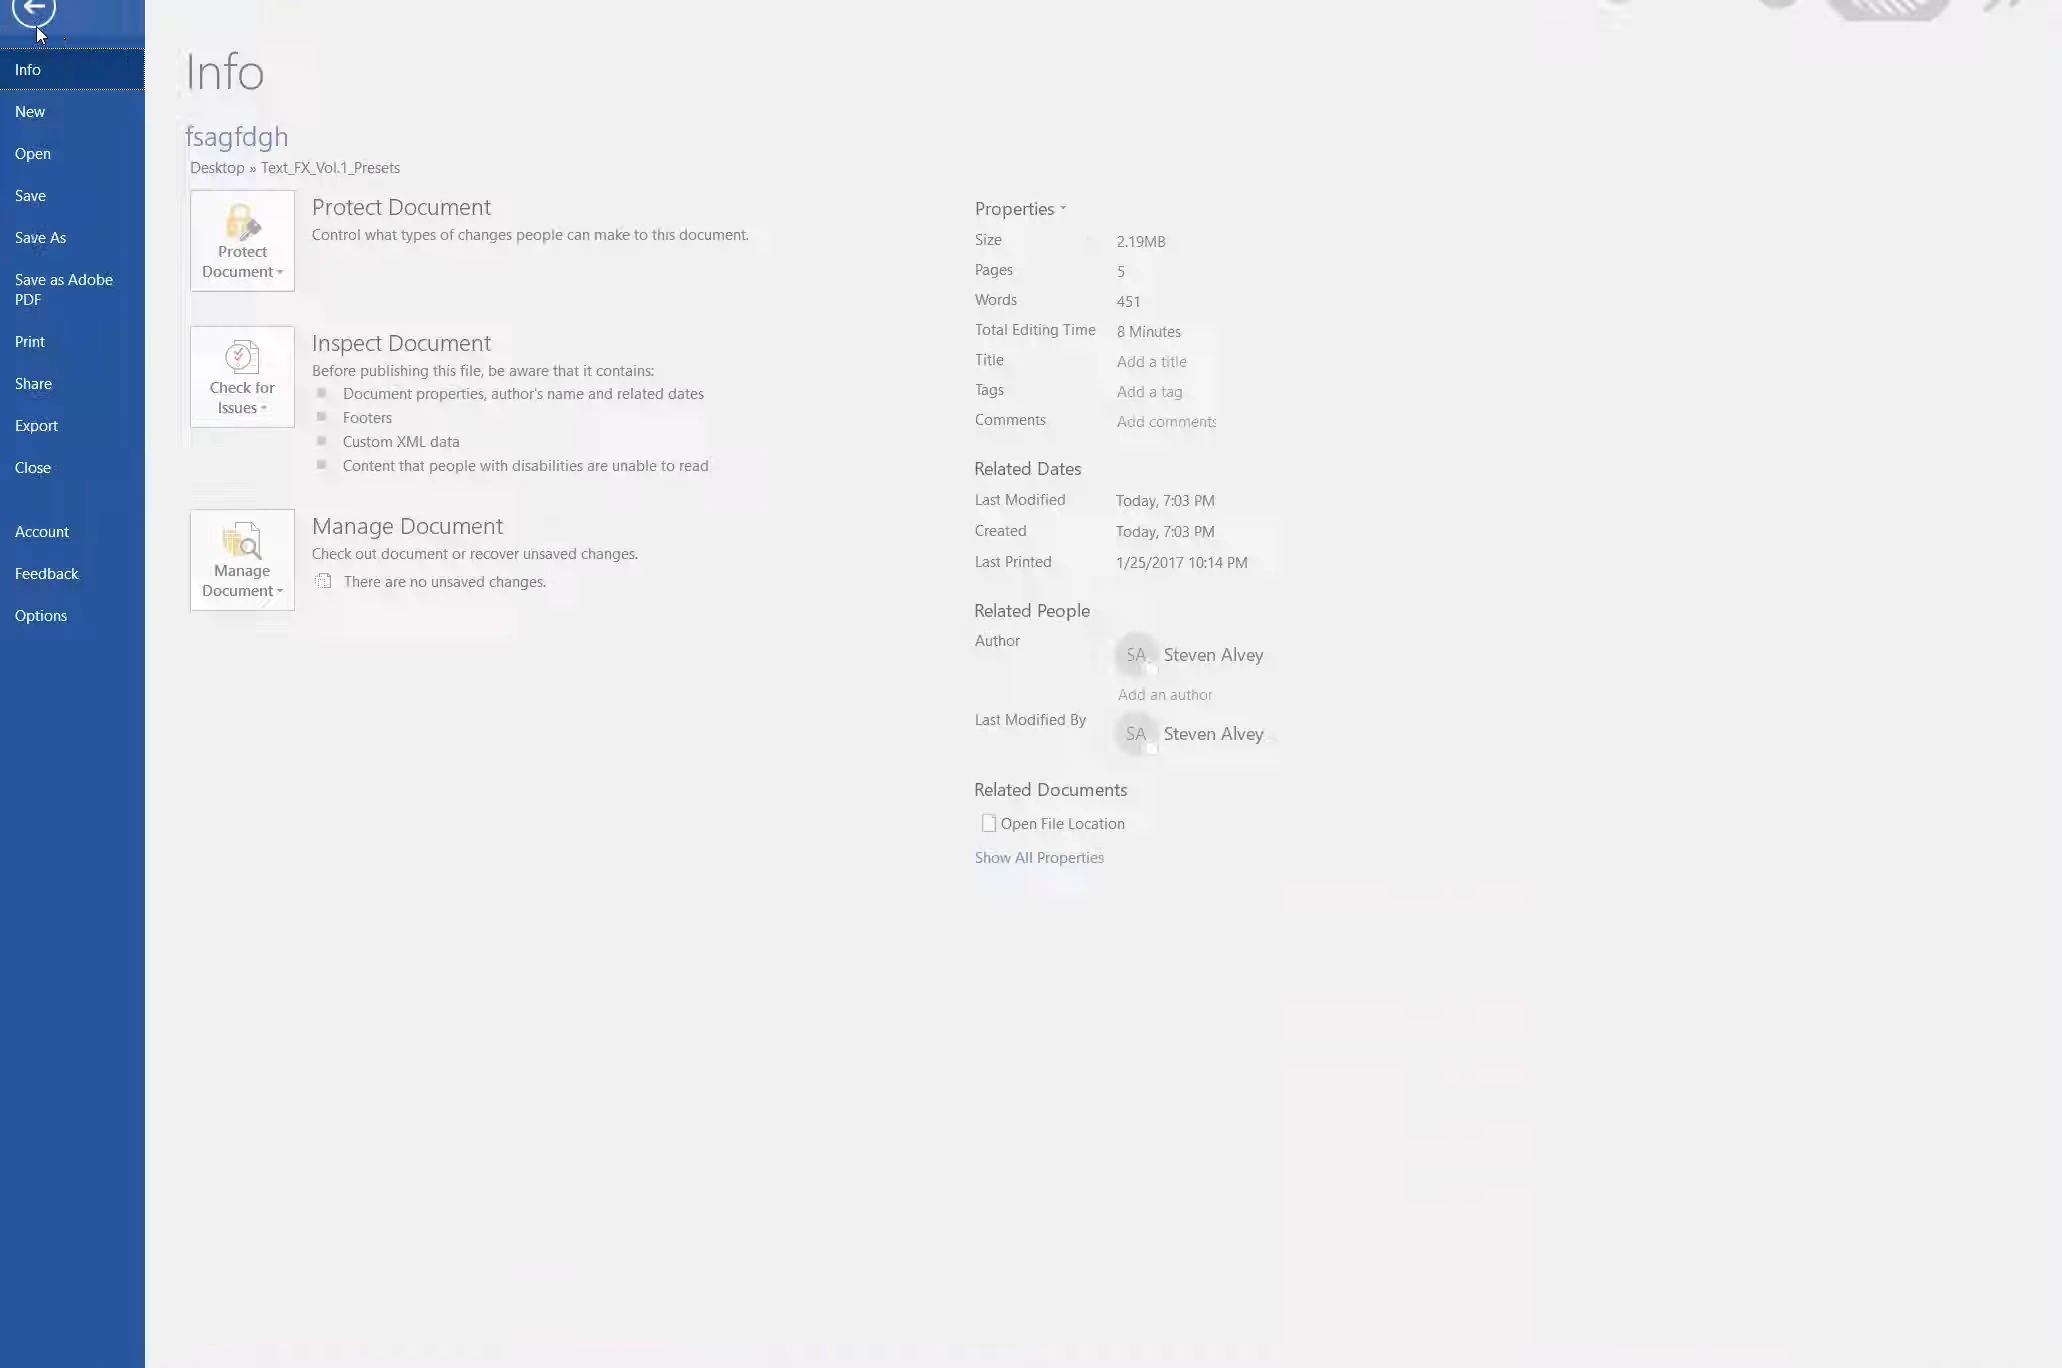 Info
New
Open
Save
Save As
Save as Adobe
PDF
Print
Share
Export
Close
Account
Feedback
Options
Info
fsagfdgh
Desktop » Text_FX_Vol.1_Presets
Protect
Document
Protect Document
Control what types of changes people can make to this document.
Check for
Issues
Inspect Document
Before publishing this file, be aware that it contains:
Document properties, author's name and related dates
Footers
Custom XML data
Content that people with disabilities are unable to read
Manage
Document
Manage Document
Check out document or recover unsaved changes.
There are no unsaved changes.
Properties
Size 2.19MB
Pages 5
Words 451
Total Editing Time 8 Minutes
Title Add a title
Tags Add a tag
Comments Add comments
Related Dates
Last Modified Today, 7:03 PM
Created Today, 7:03 PM
Last Printed 1/25/2017 10:14 PM
Related People
Author SA Steven Alvey
Add an author
Last Modified By SA Steven Alvey
Related Documents
Open File Location
Show All Properties